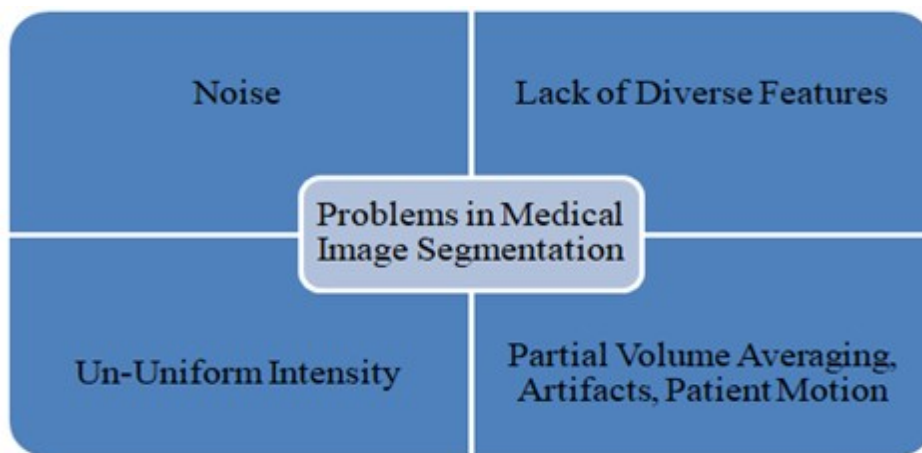 Noise
Lack of Diverse Features
Problems in Medical
Image Segmentation
Un-Uniform Intensity
Partial Volume Averaging,
Artifacts, Patient Motion